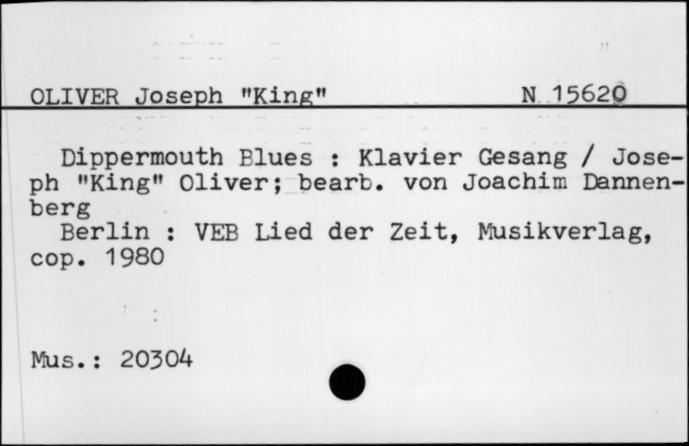 OLIVER Joseph "King" N 15620
Dippermouth Blues : Klavier Gesang / Jose-
ph "King" Oliver; bearb. von Joachim Dannen-
berg
Berlin : VEB Lied der Zeit, Musikverlag,
cop. 1980
Mus.: 20304